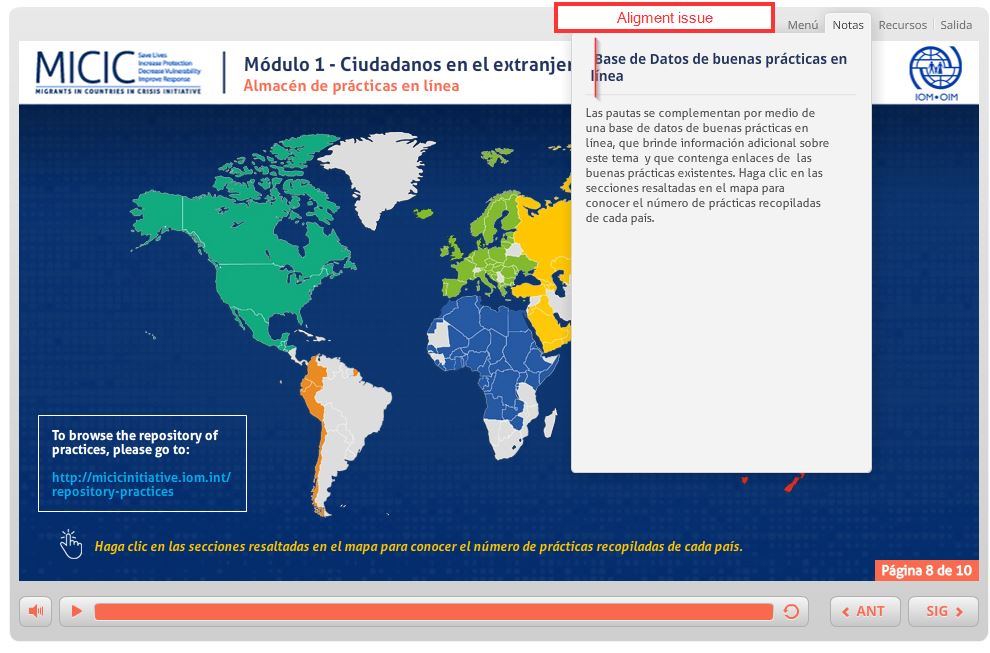 Aligment issue
Menú
Notas
Recursos
Salida
MICIC
Save Lives
Increase Protection
Decrease Vulnerability
Improve Response
MIGRANTS IN COUNTRIES IN CRISIS INITIATIVE
Módulo 1 - Ciudadanos en el extranjer
Almacén de prácticas en línea
IOM•OIM
Base de Datos de buenas prácticas en
línea
Las pautas se complementan por medio de
una base de datos de buenas prácticas en
línea, que brinde información adicional sobre
este tema y que contenga enlaces de las
buenas prácticas existentes. Haga clic en las
secciones resaltadas en el mapa para
conocer el número de prácticas recopiladas
de cada país.
To browse the repository of
practices, please go to:
http://micicinitiative.iom.int/
repository-practices
Haga clic en las secciones resaltadas en el mapa para conocer el número de prácticas recopiladas de cada país.
Página 8 de 10
ANT
SIG